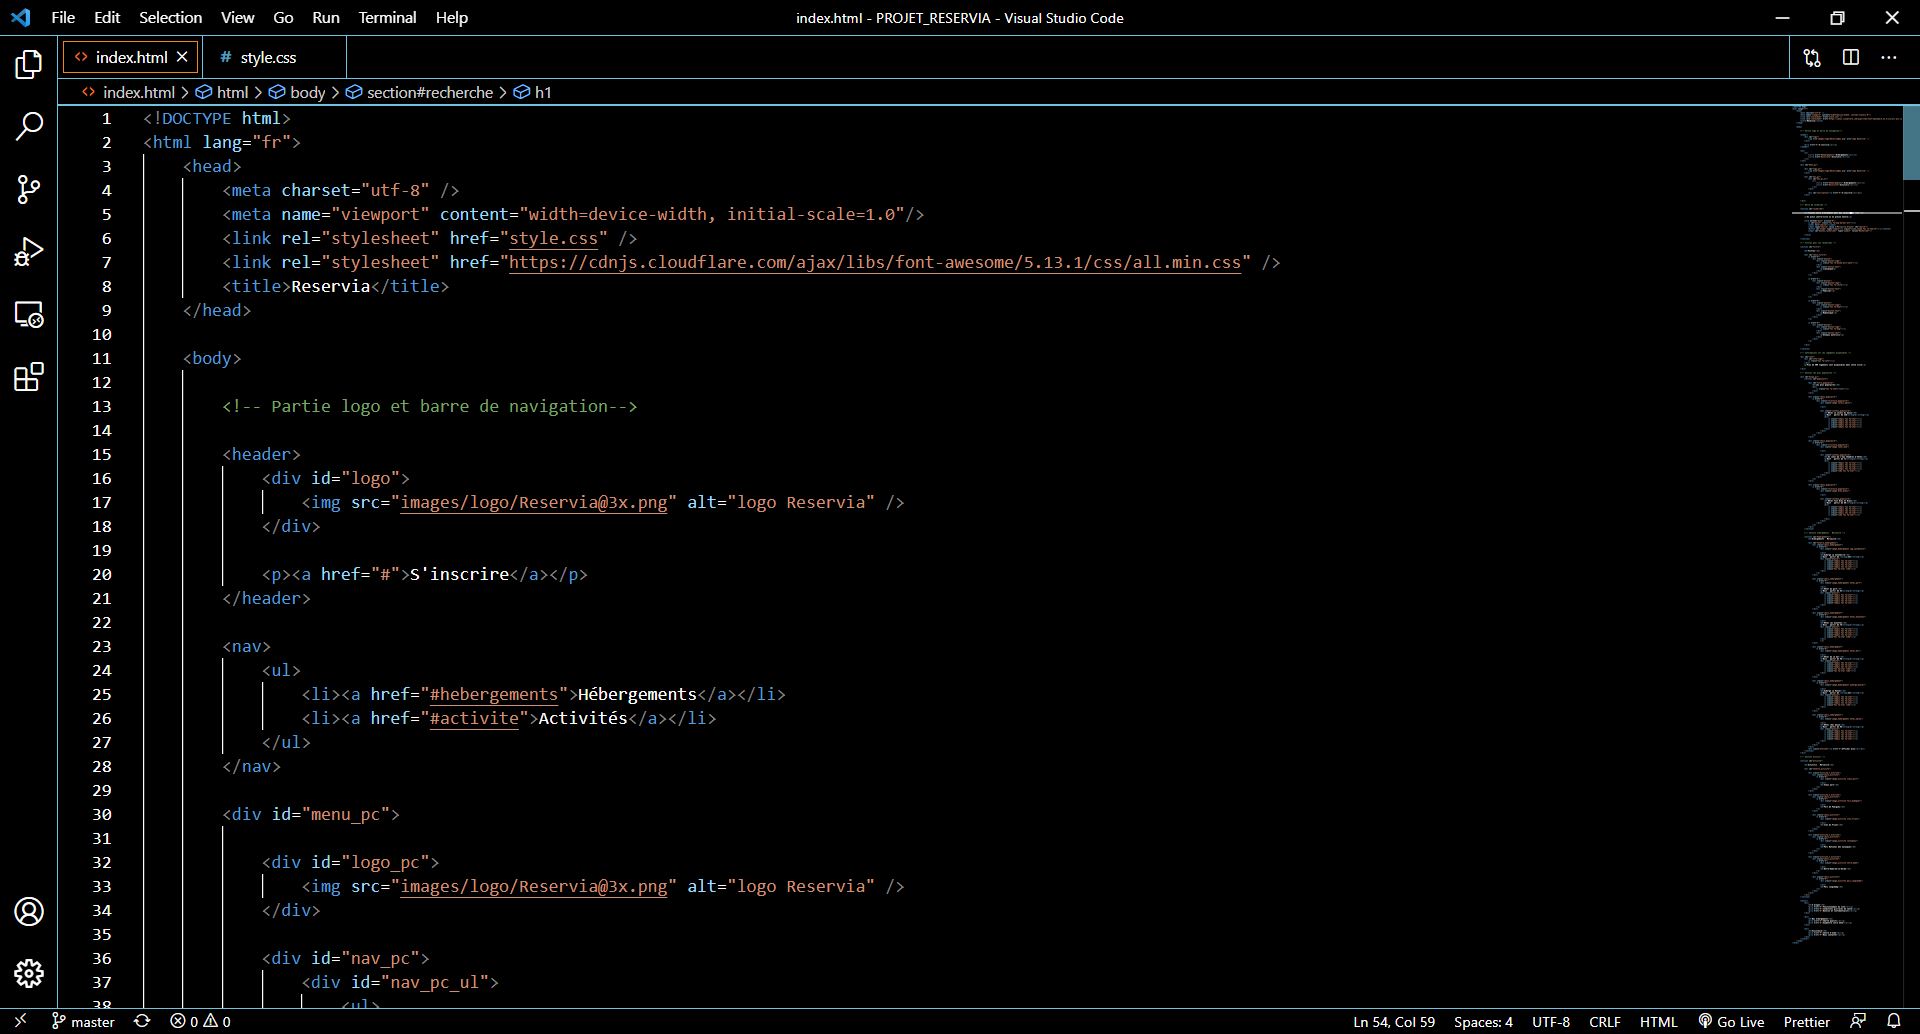 File Edit Selection View Go Run Terminal Help
index.html - PROJET_RESERVIA - Visual Studio Code
index.html
# style.css
index.html > html > body > section#recherche > h1
1 <!DOCTYPE html>
2 <html lang="fr">
3 <head>
4 <meta charset="utf-8" />
5 <meta name="viewport" content="width=device-width, initial-scale=1.0"/>
6 <link rel="stylesheet" href="style.css" />
7 <link rel="stylesheet" href="https://cdnjs.cloudflare.com/ajax/libs/font-awesome/5.13.1/css/all.min.css" />
8 <title>Reservia</title>
9 </head>
10
11 <body>
12
13 <!-- Partie logo et barre de navigation-->
14
15 <header>
16 <div id="logo">
17 <img src="images/logo/Reservia@3x.png" alt="logo Reservia" />
18 </div>
19
20 <p><a href="#">S'inscrire</a></p>
21 </header>
22
23 <nav>
24 <ul>
25 <li><a href="#hebergements">Hébergements</a></li>
26 <li><a href="#activite">Activités</a></li>
27 </ul>
28 </nav>
29
30 <div id="menu_pc">
31
32 <div id="logo_pc">
33 <img src="images/logo/Reservia@3x.png" alt="logo Reservia" />
34 </div>
35
36 <div id="nav_pc">
37 <div id="nav_pc_ul">
38 <ul>
master 0 0 Ln 54, Col 59 Spaces: 4 UTF-8 CRLF HTML Go Live Prettier